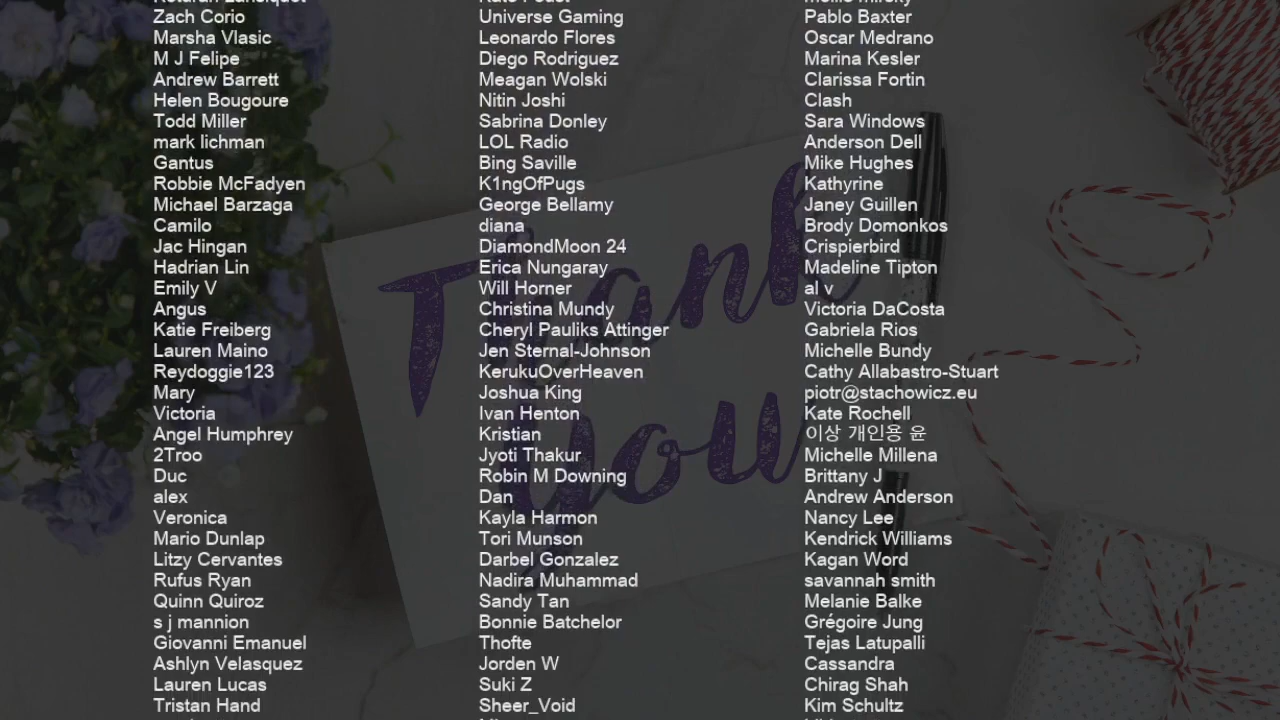 Zach Corio
Marsha Vlasic
M J Felipe
Andrew Barrett
Helen Bougoure
Todd Miller
mark lichman
Gantus
Robbie McFadyen
Michael Barzaga
Camilo
Jac Hingan
Hadrian Lin
Emily V
Angus
Katie Freiberg
Lauren Maino
Reydoggie123
Mary
Victoria
Angel Humphrey
2Troo
Duc
alex
Veronica
Mario Dunlap
Litzy Cervantes
Rufus Ryan
Quinn Quiroz
s j mannion
Giovanni Emanuel
Ashlyn Velasquez
Lauren Lucas
Tristan Hand
Universe Gaming
Leonardo Flores
Diego Rodriguez
Meagan Wolski
Nitin Joshi
Sabrina Donley
LOL Radio
Bing Saville
K1ngOfPugs
George Bellamy
diana
DiamondMoon 24
Erica Nungaray
Will Horner
Christina Mundy
Cheryl Pauliks Attinger
Jen Sternal-Johnson
KerukuOverHeaven
Joshua King
Ivan Henton
Kristian
Jyoti Thakur
Robin M Downing
Dan
Kayla Harmon
Tori Munson
Darbel Gonzalez
Nadira Muhammad
Sandy Tan
Bonnie Batchelor
Thofte
Jorden W
Suki Z
Sheer_Void
Pablo Baxter
Oscar Medrano
Marina Kesler
Clarissa Fortin
Clash
Sara Windows
Anderson Dell
Mike Hughes
Kathyrine
Janey Guillen
Brody Domonkos
Crispierbird
Madeline Tipton
al v
Victoria DaCosta
Gabriela Rios
Michelle Bundy
Cathy Allabastro-Stuart
piotr@stachowicz.eu
Kate Rochell
이상 개인용 윤
Michelle Millena
Brittany J
Andrew Anderson
Nancy Lee
Kendrick Williams
Kagan Word
savannah smith
Melanie Balke
Grégoire Jung
Tejas Latupalli
Cassandra
Chirag Shah
Kim Schultz
Thank
you